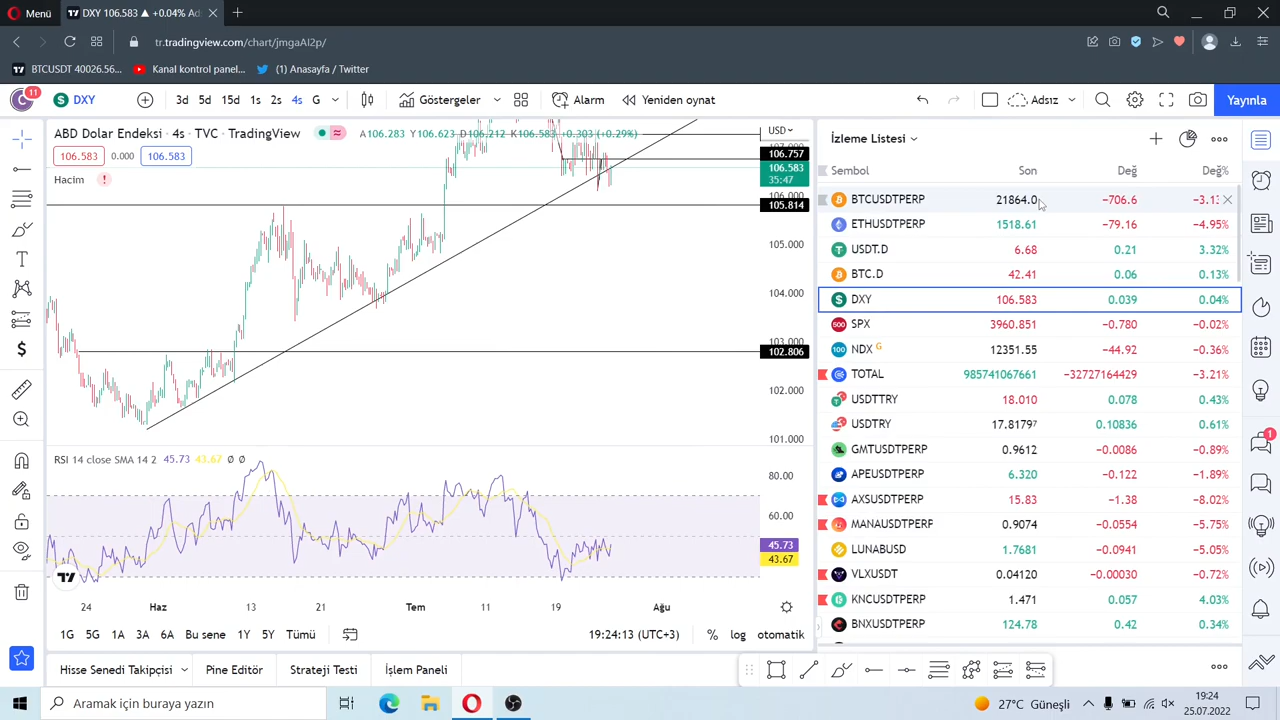 Menü
DXY 106.583 ▲ +0.04% Ad
tr.tradingview.com/chart/jmgaAI2p/
BTCUSDT 40026.56...
Kanal kontrol panel...
(1) Anasayfa / Twitter
11
DXY
3d 5d 15d 1s 2s 4s G
Göstergeler
Alarm
Yeniden oynat
Adsız
Yayınla
ABD Dolar Endeksi · 4s · TVC · TradingView
A106.283 Y106.623 D106.212 K106.583 +0.303 (+0.29%)
USD
106.583 0.000 106.583
Hacim
106.757
106.583
35:47
105.814
105.000
104.000
102.806
102.000
101.000
RSI 14 close SMA 14 2 45.73 43.67 Ø Ø
80.00
60.00
45.73
43.67
24 Haz 13 21 Tem 11 19 Ağu
1G 5G 1A 3A 6A Bu sene 1Y 5Y Tümü
19:24:13 (UTC+3)
% log otomatik
Hisse Senedi Takipçisi
Pine Editör
Strateji Testi
İşlem Paneli
İzleme Listesi
Sembol Son Değ Değ%
BTCUSDTPERP 21864.0 −706.6 −3.13
ETHUSDTPERP 1518.61 −79.16 −4.95%
USDT.D 6.68 0.21 3.32%
BTC.D 42.41 0.06 0.13%
DXY 106.583 0.039 0.04%
SPX 3960.851 −0.780 −0.02%
NDX G 12351.55 −44.92 −0.36%
TOTAL 985741067661 −32727164429 −3.21%
USDTTRY 18.010 0.078 0.43%
USDTRY 17.8179⁷ 0.10836 0.61%
GMTUSDTPERP 0.9612 −0.0086 −0.89%
APEUSDTPERP 6.320 −0.122 −1.89%
AXSUSDTPERP 15.83 −1.38 −8.02%
MANAUSDTPERP 0.9074 −0.0554 −5.75%
LUNABUSD 1.7681 −0.0941 −5.05%
VLXUSDT 0.04120 −0.00030 −0.72%
KNCUSDTPERP 1.471 0.057 4.03%
BNXUSDTPERP 124.78 0.42 0.34%
1
Aramak için buraya yazın
27°C Güneşli
19:24
25.07.2022